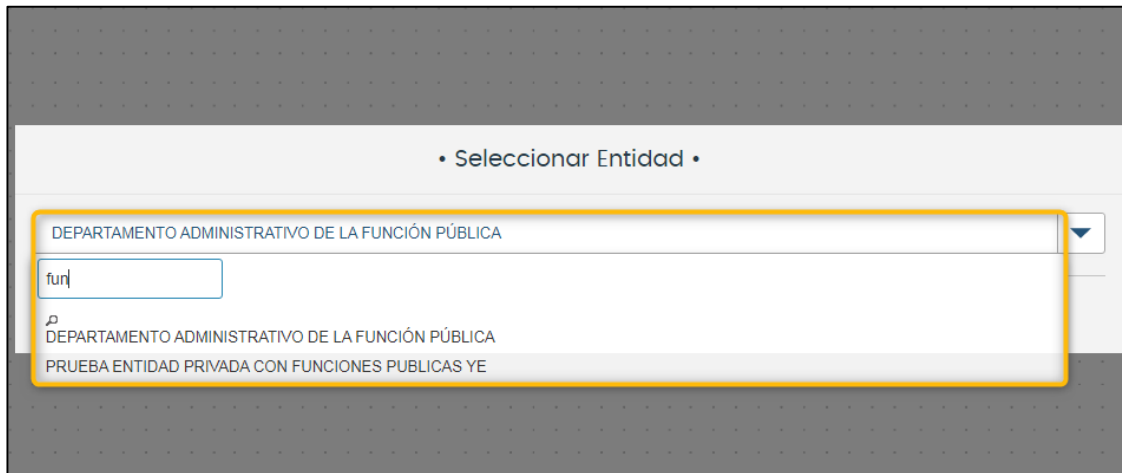 • Seleccionar Entidad •
DEPARTAMENTO ADMINISTRATIVO DE LA FUNCIÓN PÚBLICA
fun
DEPARTAMENTO ADMINISTRATIVO DE LA FUNCIÓN PÚBLICA
PRUEBA ENTIDAD PRIVADA CON FUNCIONES PUBLICAS YE